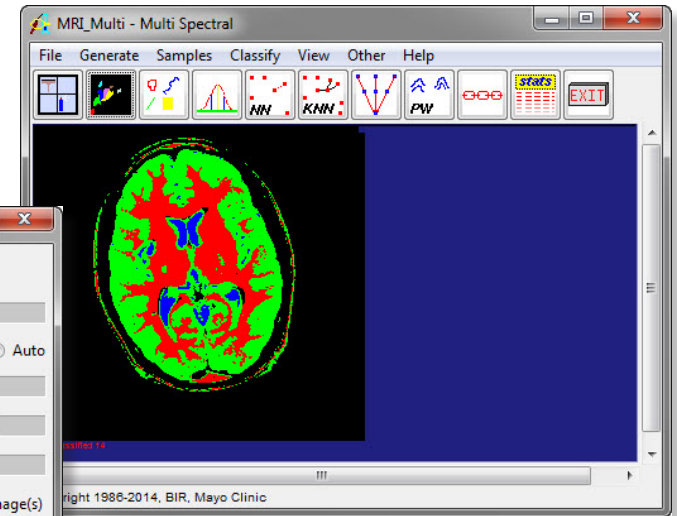 MRI_Multi - Multi Spectral
File Generate Samples Classify View Other Help
NN KNN PW stats EXIT
Auto
age(s)
right 1986-2014, BIR, Mayo Clinic